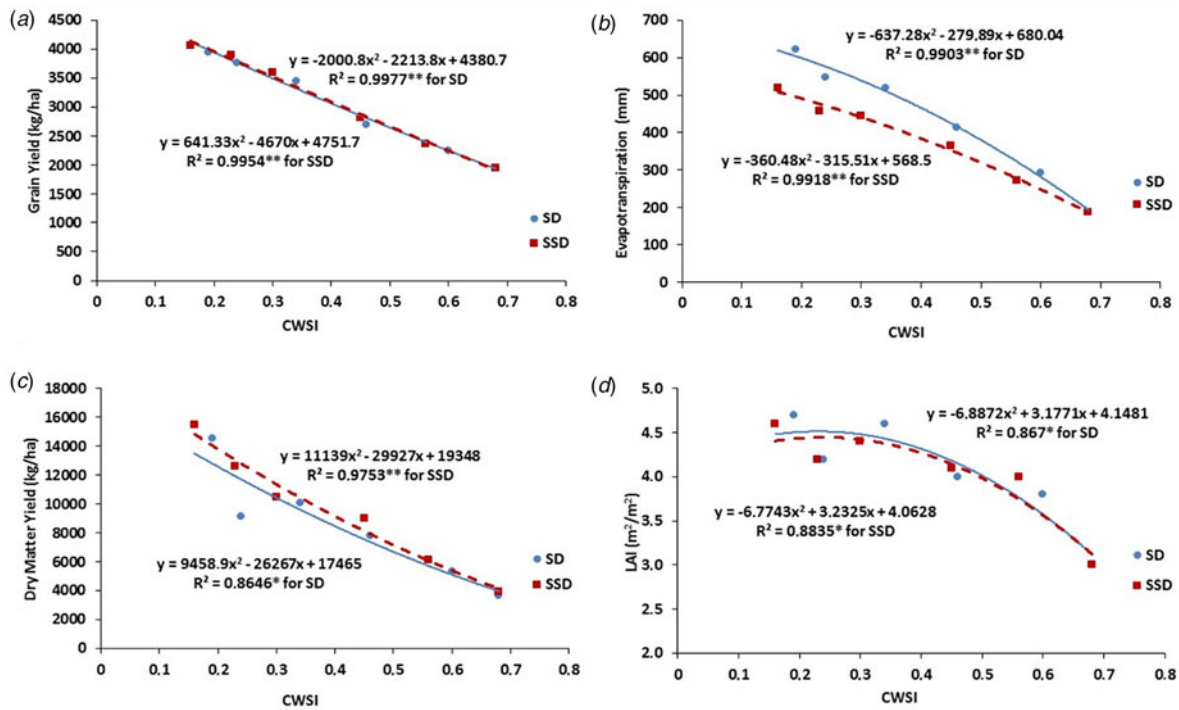 (a)
4500
4000
3500
3000
2500
2000
1500
1000
500
0
Grain Yield (kg/ha)
y = -2000.8x² - 2213.8x + 4380.7
R² = 0.9977** for SD
y = 641.33x² - 4670x + 4751.7
R² = 0.9954** for SSD
SD
SSD
0 0.1 0.2 0.3 0.4 0.5 0.6 0.7 0.8
CWSI
(b)
700
600
500
400
300
200
100
0
Evapotranspiration (mm)
y = -637.28x² - 279.89x + 680.04
R² = 0.9903** for SD
y = -360.48x² - 315.51x + 568.5
R² = 0.9918** for SSD
SD
SSD
0 0.1 0.2 0.3 0.4 0.5 0.6 0.7 0.8
CWSI
(c)
18000
16000
14000
12000
10000
8000
6000
4000
2000
0
Dry Matter Yield (kg/ha)
y = 11139x² - 29927x + 19348
R² = 0.9753** for SSD
y = 9458.9x² - 26267x + 17465
R² = 0.8646* for SD
SD
SSD
0 0.1 0.2 0.3 0.4 0.5 0.6 0.7 0.8
CWSI
(d)
5.0
4.5
4.0
3.5
3.0
2.5
2.0
LAI (m²/m²)
y = -6.8872x² + 3.1771x + 4.1481
R² = 0.867* for SD
y = -6.7743x² + 3.2325x + 4.0628
R² = 0.8835* for SSD
SD
SSD
0 0.1 0.2 0.3 0.4 0.5 0.6 0.7 0.8
CWSI